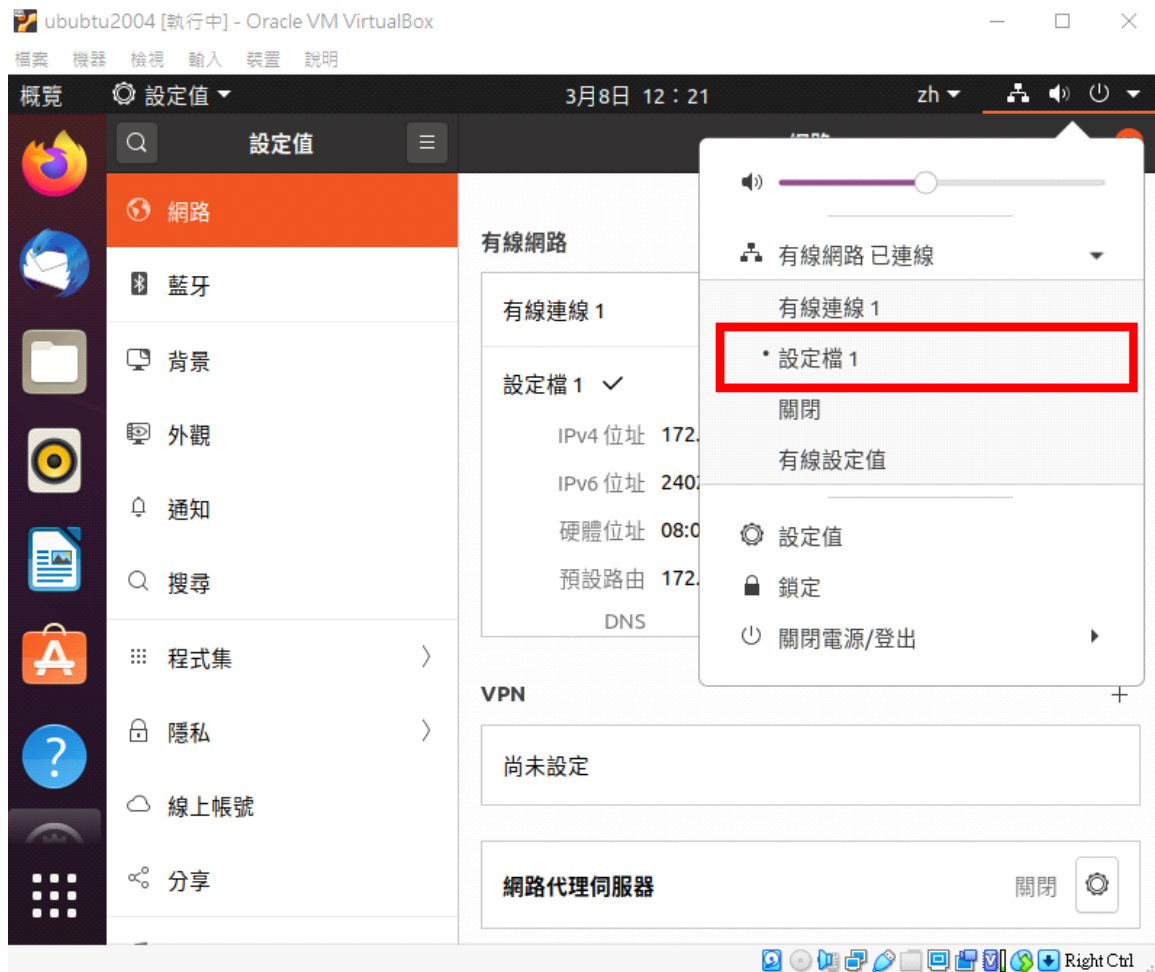 ububtu2004 [執行中] - Oracle VM VirtualBox
檔案 機器 檢視 輸入 裝置 說明
概覽 設定值 3月8日 12：21 zh
設定值
網路
藍牙
背景
外觀
通知
搜尋
程式集
隱私
線上帳號
分享
有線網路
有線連線 1
設定檔 1
IPv4 位址 172.
IPv6 位址 240
硬體位址 08:0
預設路由 172.
DNS
VPN
尚未設定
網路代理伺服器 關閉
有線網路 已連線
有線連線 1
設定檔 1
關閉
有線設定值
設定值
鎖定
關閉電源/登出
Right Ctrl